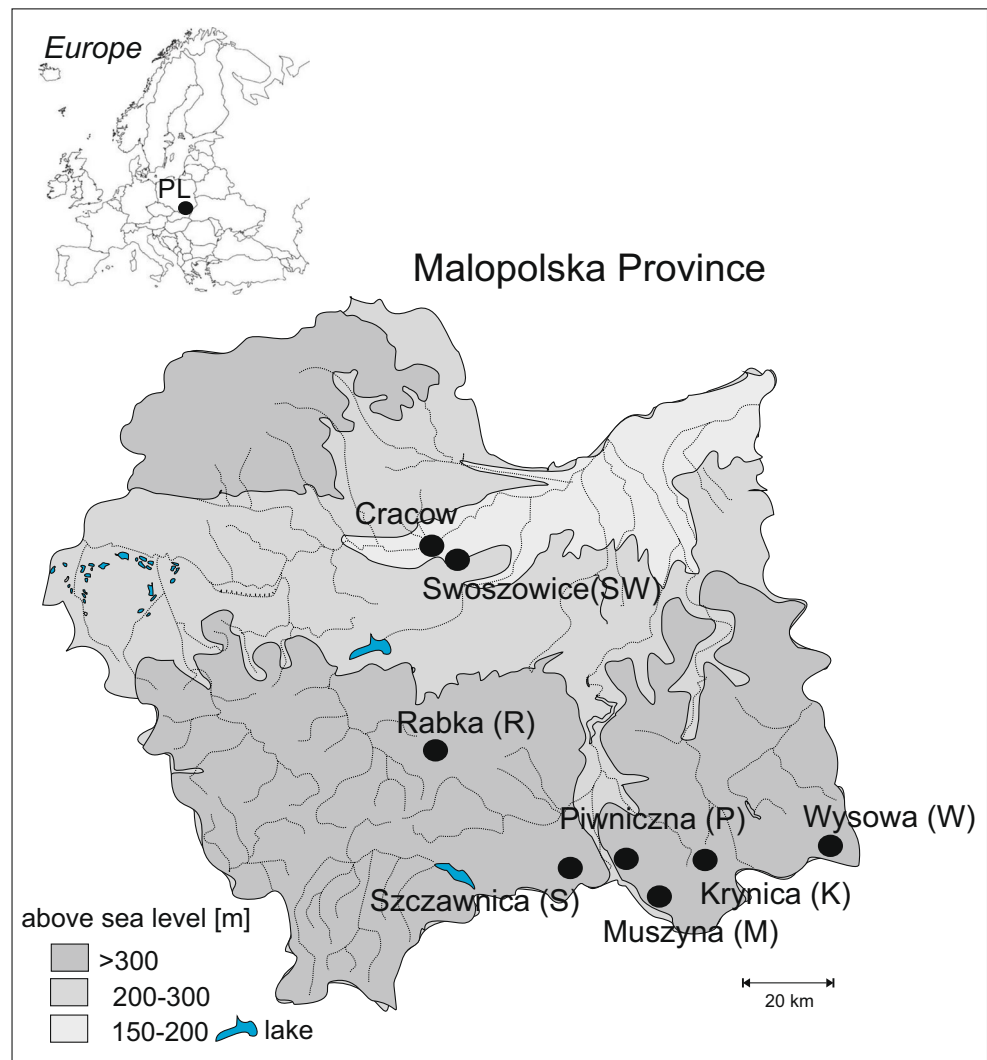 Europe
PL
Malopolska Province
Cracow
Swoszowice(SW)
Rabka (R)
Piwniczna (P)
Wysowa (W)
Szczawnica (S)
Krynica (K)
Muszyna (M)
above sea level [m]
>300
200-300
150-200
lake
20 km